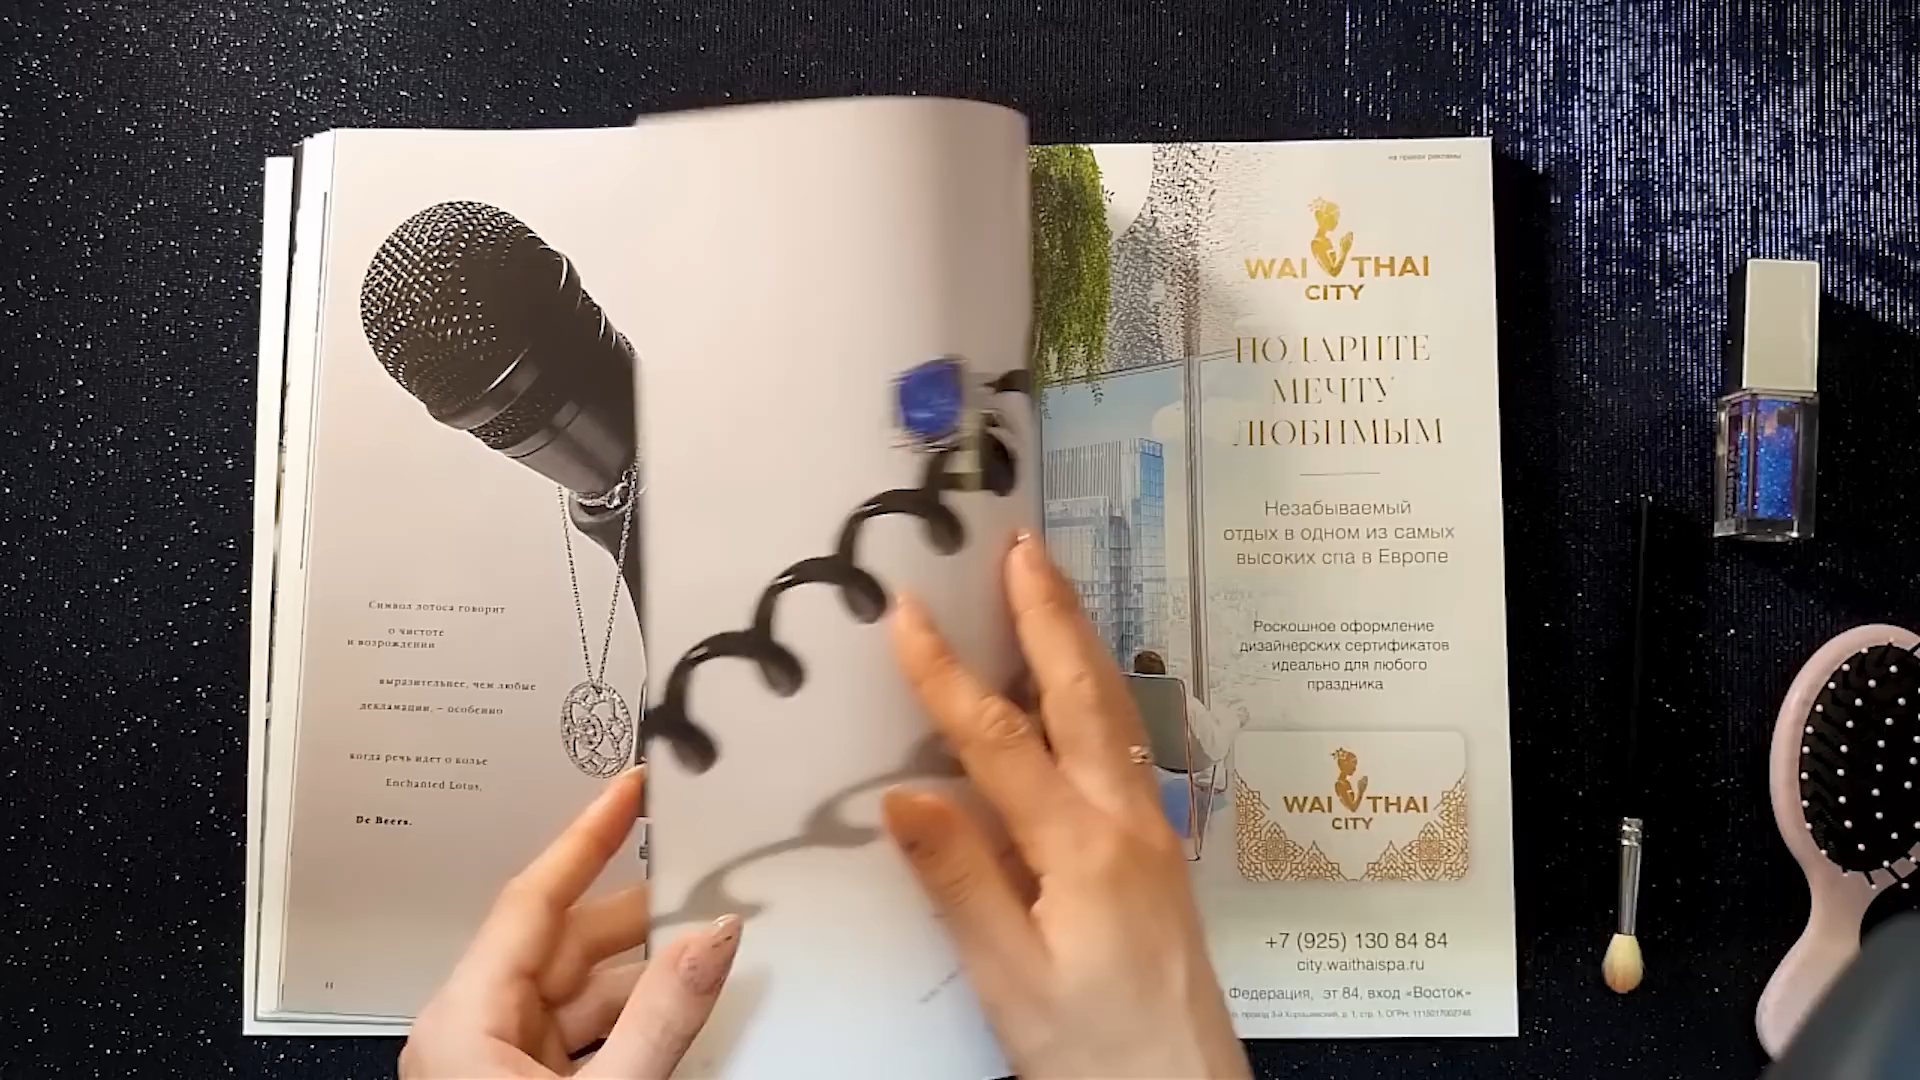 Символ лотоса говорит
о чистоте
и возрождении
выразительнее, чем любые
декламации, – особенно
когда речь идет о колье
Enchanted Lotus,
De Beers.
11
на правах рекламы
WAI THAI
CITY
ПОДАРИТЕ
МЕЧТУ
ЛЮБИМЫМ
Незабываемый
отдых в одном из самых
высоких спа в Европе
Роскошное оформление
дизайнерских сертификатов
- идеально для любого
праздника
WAI THAI
CITY
+7 (925) 130 84 84
city.waithaispa.ru
Федерация, эт 84, вход «Восток»